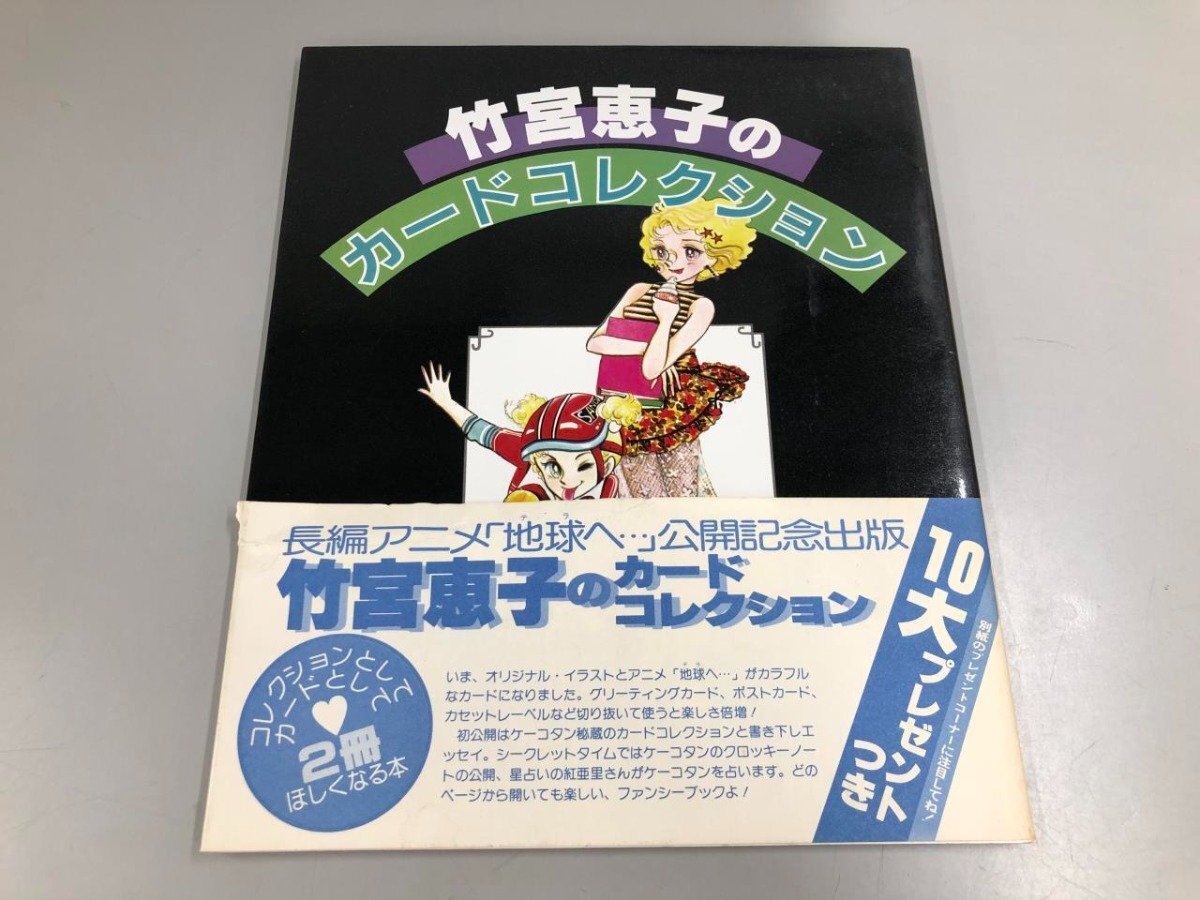 竹宮恵子の
カードコレクション
長編アニメ「地球へ…」公開記念出版
テラ
竹宮恵子のカード
コレクション
コレクションとして
カードとして
2冊
ほしくなる本
いま、オリジナル・イラストとアニメ「地球へ…」がカラフル
テラ
なカードになりました。グリーティングカード、ポストカード、
カセットレーベルなど切り抜いて使うと楽しさ倍増!
初公開はケーコタン秘蔵のカードコレクションと書き下しエ
ッセイ。シークレットタイムではケーコタンのクロッキーノー
トの公開、星占いの紅亜里さんがケーコタンを占います。どの
ページから開いても楽しい、ファンシーブックよ!
10大プレゼントつき
別紙のプレゼントコーナーに注目してね!